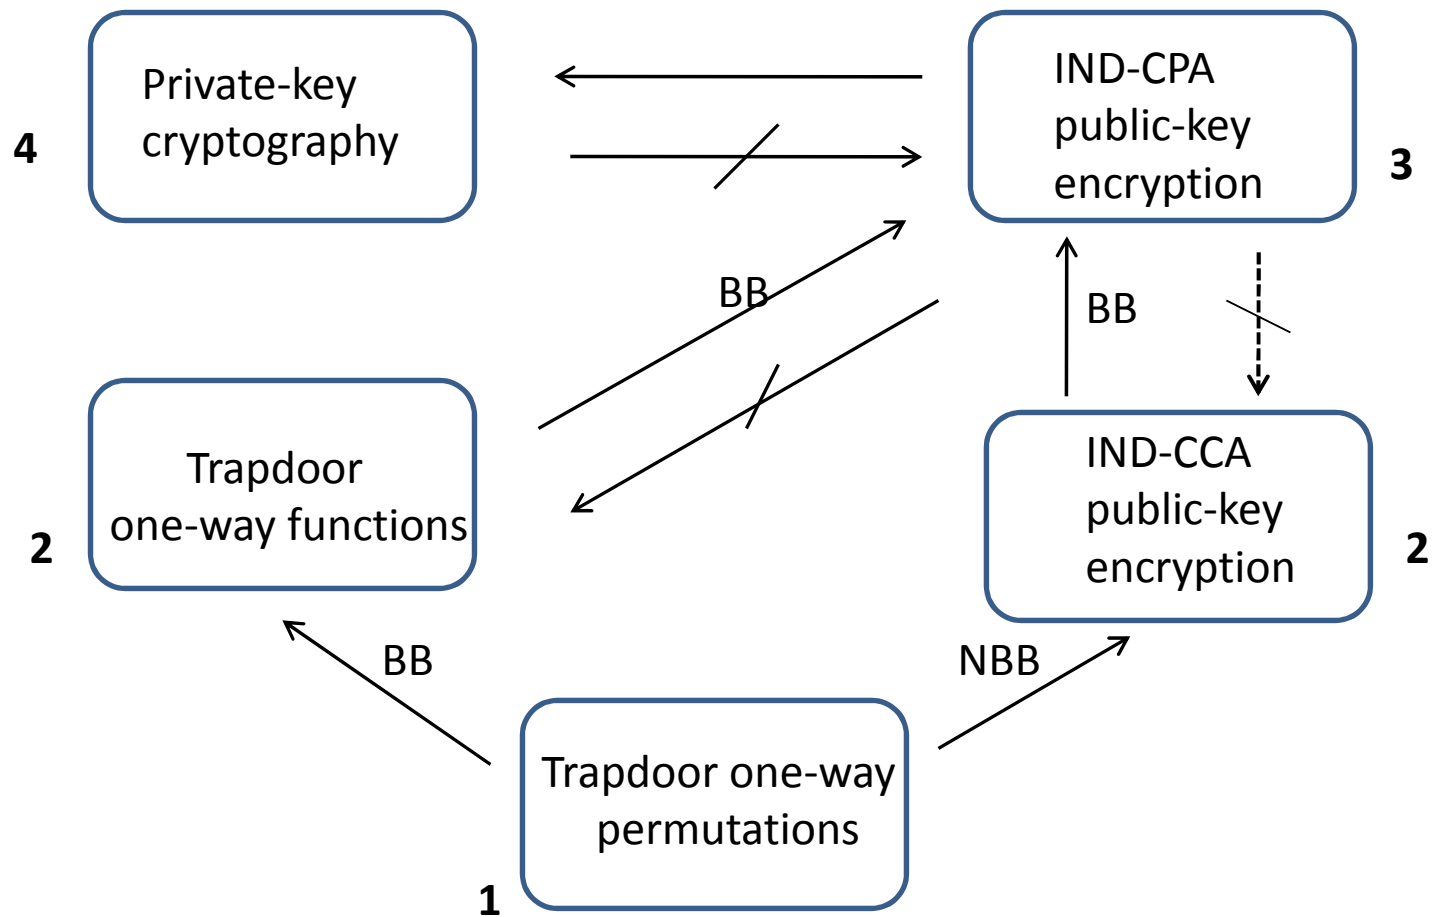 Private-key
cryptography
4
IND-CPA
public-key
encryption
3
BB
BB
Trapdoor
one-way functions
2
IND-CCA
public-key
encryption
2
BB
NBB
Trapdoor one-way
permutations
1